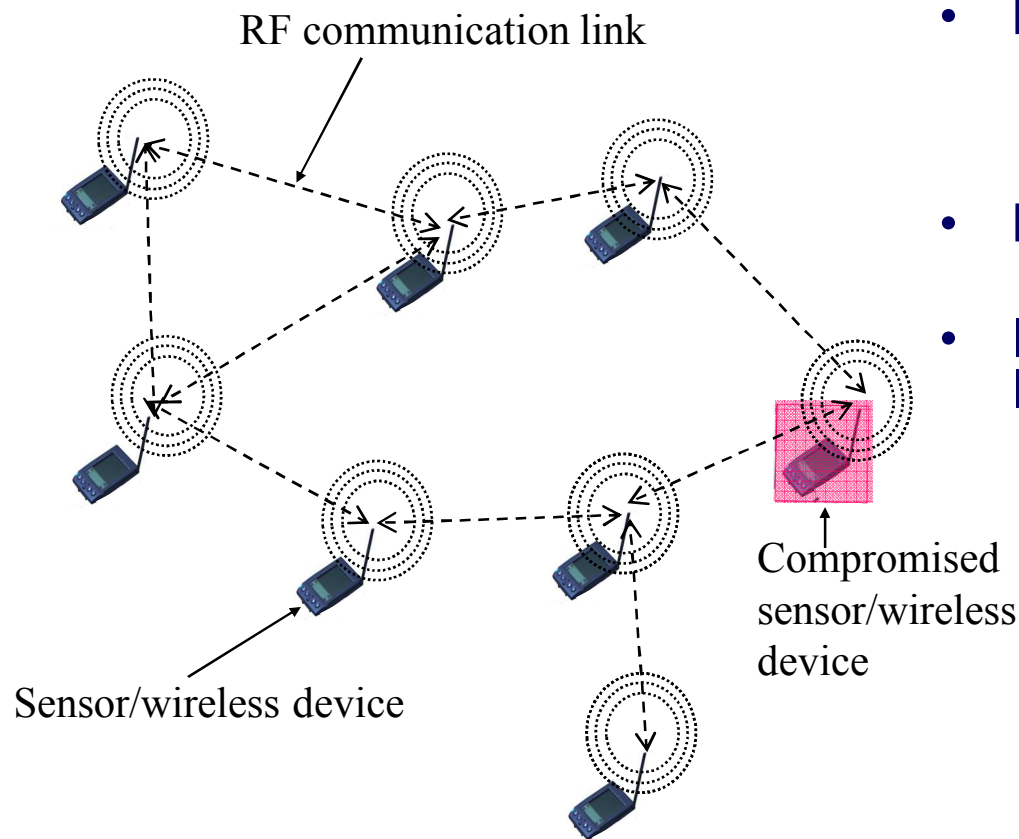 RF communication link
Compromised
sensor/wireless
device
Sensor/wireless device